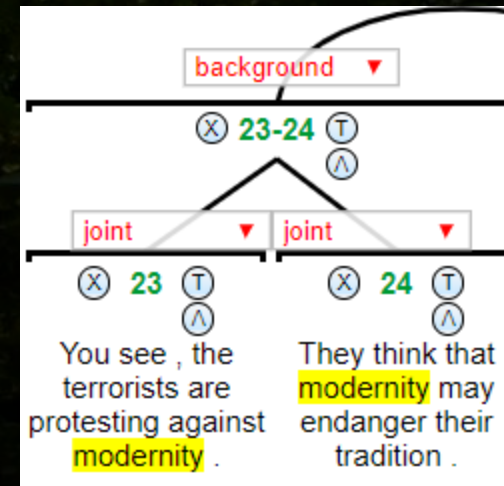 background ▼
X 23-24 T
Λ
joint ▼ joint ▼
X 23 T
Λ
You see , the
terrorists are
protesting against
modernity .
X 24 T
Λ
They think that
modernity may
endanger their
tradition .